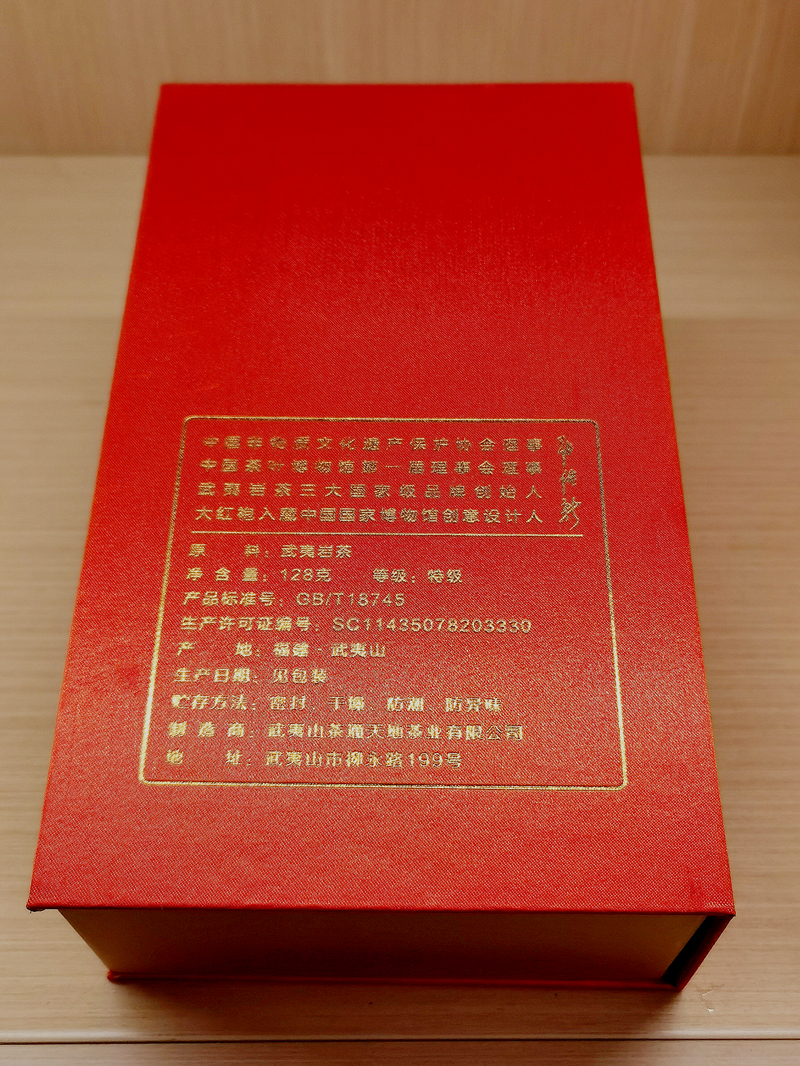 中国非物质文化遗产保护协会理事
中国茶叶博物馆第一届理事会理事
武夷岩茶三大国家级品牌创始人
大红袍入藏中国国家博物馆创意设计人
原 料：武夷岩茶
净含量：128克 等级：特级
产品标准号：GB/T18745
生产许可证编号：SC11435078203330
产 地：福建·武夷山
生产日期：见包装
贮存方法：密封、干燥、防潮、防异味
制造商：武夷山茶通天地茶业有限公司
地 址：武夷山市柳永路199号